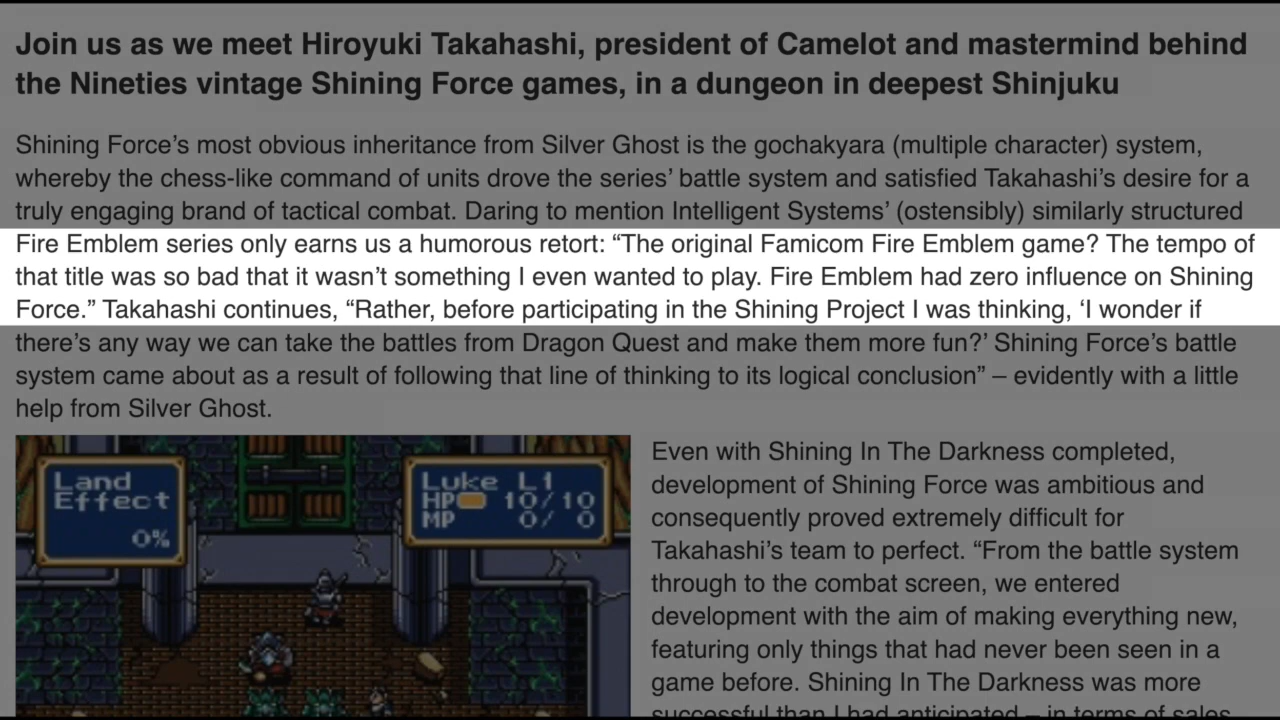 Join us as we meet Hiroyuki Takahashi, president of Camelot and mastermind behind
the Nineties vintage Shining Force games, in a dungeon in deepest Shinjuku
Shining Force’s most obvious inheritance from Silver Ghost is the gochakyara (multiple character) system,
whereby the chess-like command of units drove the series’ battle system and satisfied Takahashi’s desire for a
truly engaging brand of tactical combat. Daring to mention Intelligent Systems’ (ostensibly) similarly structured
Fire Emblem series only earns us a humorous retort: “The original Famicom Fire Emblem game? The tempo of
that title was so bad that it wasn’t something I even wanted to play. Fire Emblem had zero influence on Shining
Force.” Takahashi continues, “Rather, before participating in the Shining Project I was thinking, ‘I wonder if
there’s any way we can take the battles from Dragon Quest and make them more fun?’ Shining Force’s battle
system came about as a result of following that line of thinking to its logical conclusion” – evidently with a little
help from Silver Ghost.
Land
Effect
0%
Luke L1
HP 10/10
MP 0/ 0
Even with Shining In The Darkness completed,
development of Shining Force was ambitious and
consequently proved extremely difficult for
Takahashi’s team to perfect. “From the battle system
through to the combat screen, we entered
development with the aim of making everything new,
featuring only things that had never been seen in a
game before. Shining In The Darkness was more
successful than I had anticipated – in terms of sales